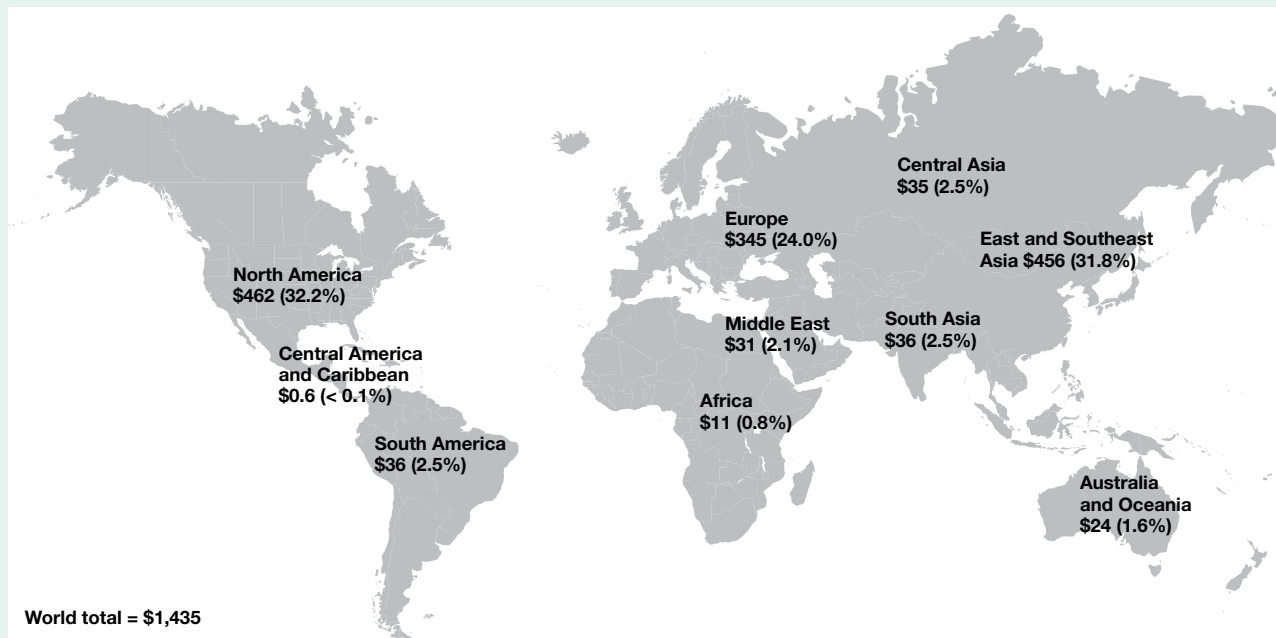 Central Asia
$35 (2.5%)
Europe
$345 (24.0%)
East and Southeast
Asia $456 (31.8%)
North America
$462 (32.2%)
Middle East
$31 (2.1%)
South Asia
$36 (2.5%)
Central America
and Caribbean
$0.6 (< 0.1%)
Africa
$11 (0.8%)
South America
$36 (2.5%)
Australia
and Oceania
$24 (1.6%)
World total = $1,435